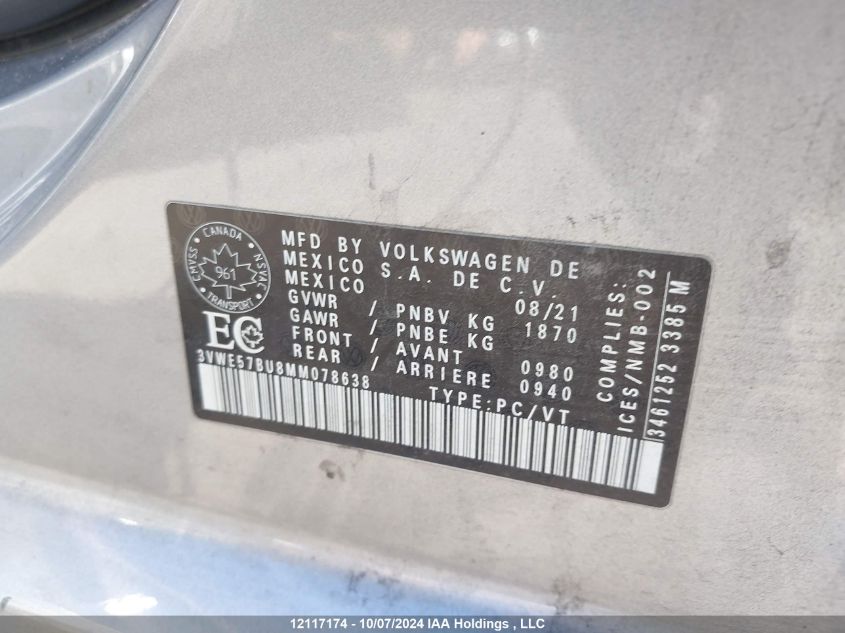 CANADA
CMVSS
NSVAC
961
TRANSPORT
EC
MFD BY VOLKSWAGEN DE
MEXICO S.A. DE C.V.
MEXICO 08/21
GVWR / PNBV KG 1870
GAWR / PNBE KG
FRONT / AVANT 0980
REAR / ARRIERE 0940
3VWE57BU8MM078638 TYPE:PC/VT
COMPLIES:
ICES/NMB-002
3461252 3385 M
12117174 - 10/07/2024 IAA Holdings , LLC